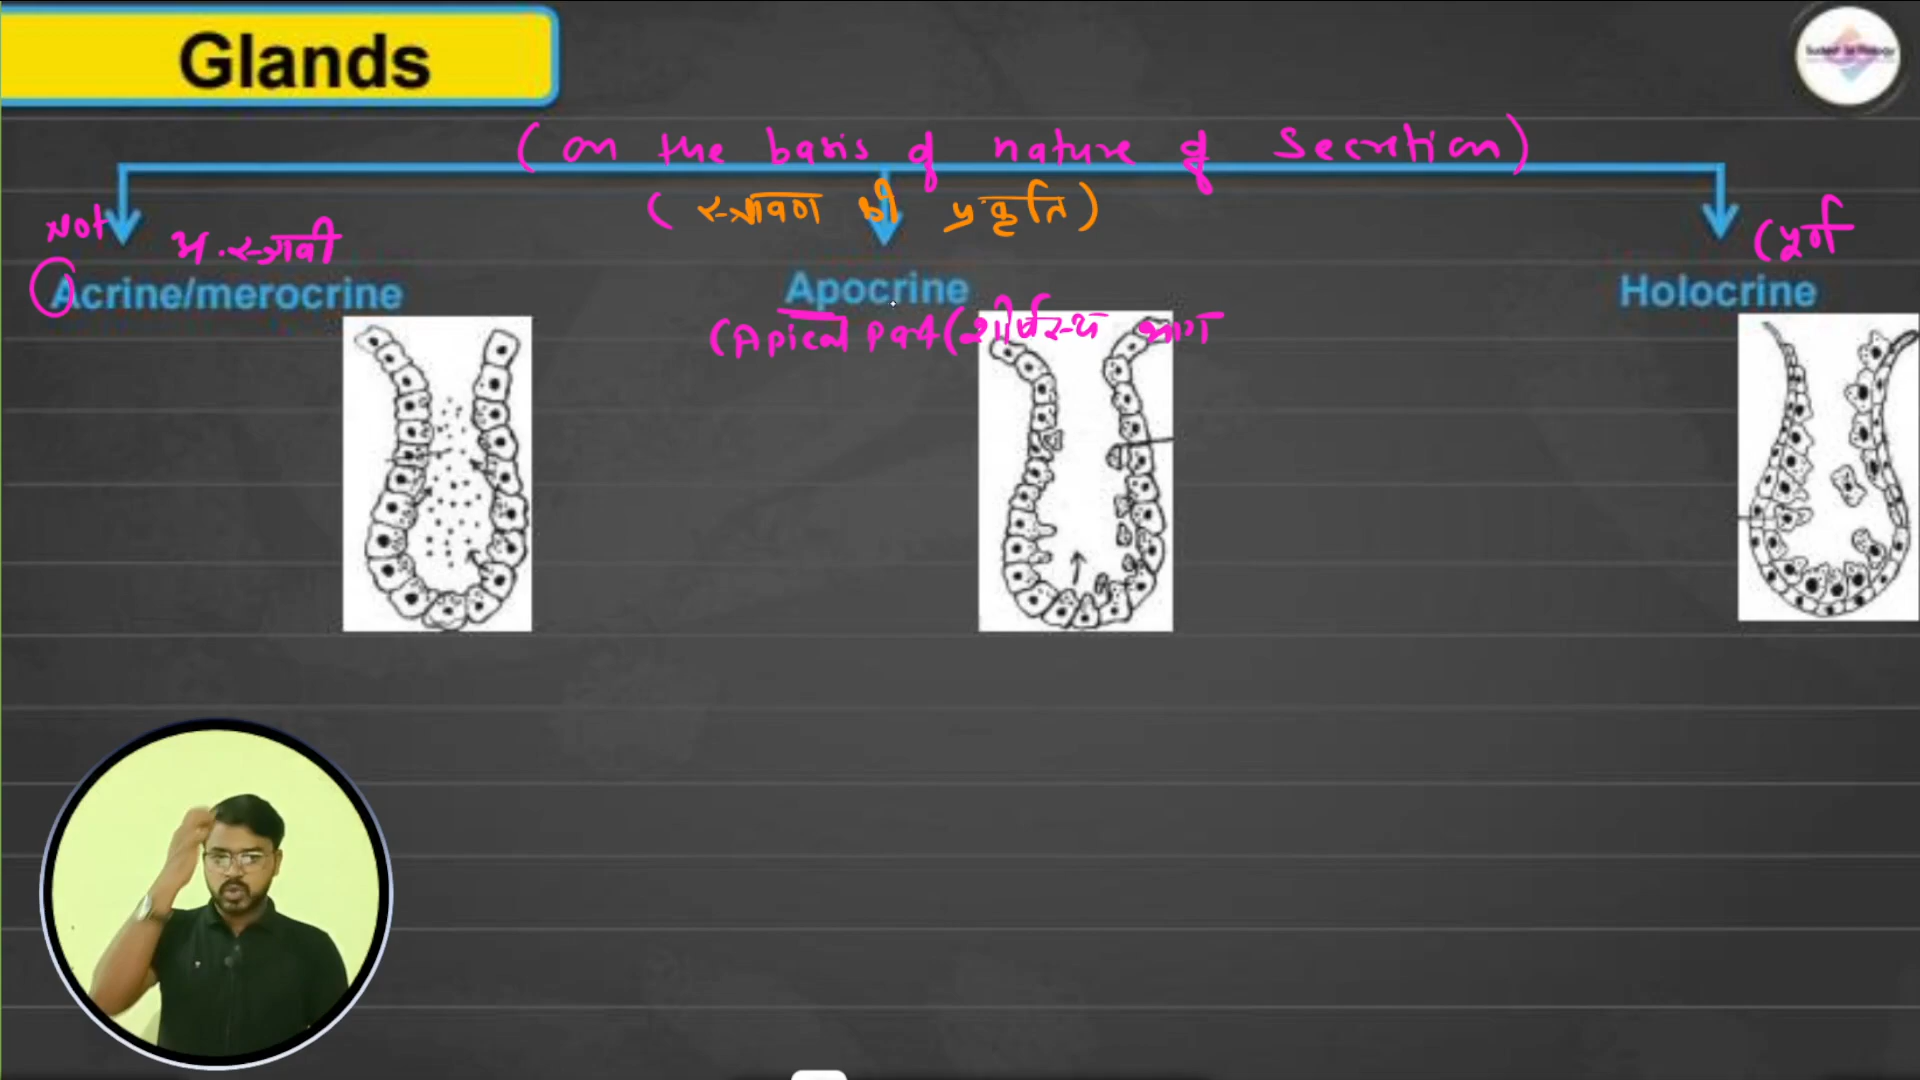 Glands
(on the basis of nature of Secretion)
(स्त्रावण की प्रकृति)
Not
अ.स्त्रावी
(पूर्ण
Acrine/merocrine
Apocrine
Holocrine
(Apical part (शीर्षस्थ भाग